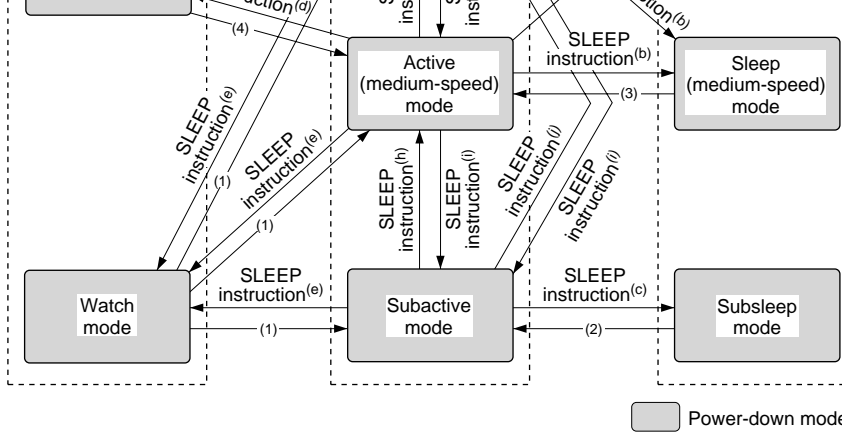 instruction(d)
(4)
SLEEP
instruction(b)
Active
(medium-speed)
mode
Sleep
(medium-speed)
mode
(3)
SLEEP
instruction(e)
SLEEP
instruction(e)
(1)
(1)
SLEEP
instruction(h)
SLEEP
instruction(i)
SLEEP
instruction(j)
SLEEP
instruction(i)
Watch
mode
SLEEP
instruction(e)
(1)
Subactive
mode
SLEEP
instruction(c)
(2)
Subsleep
mode
Power-down mode